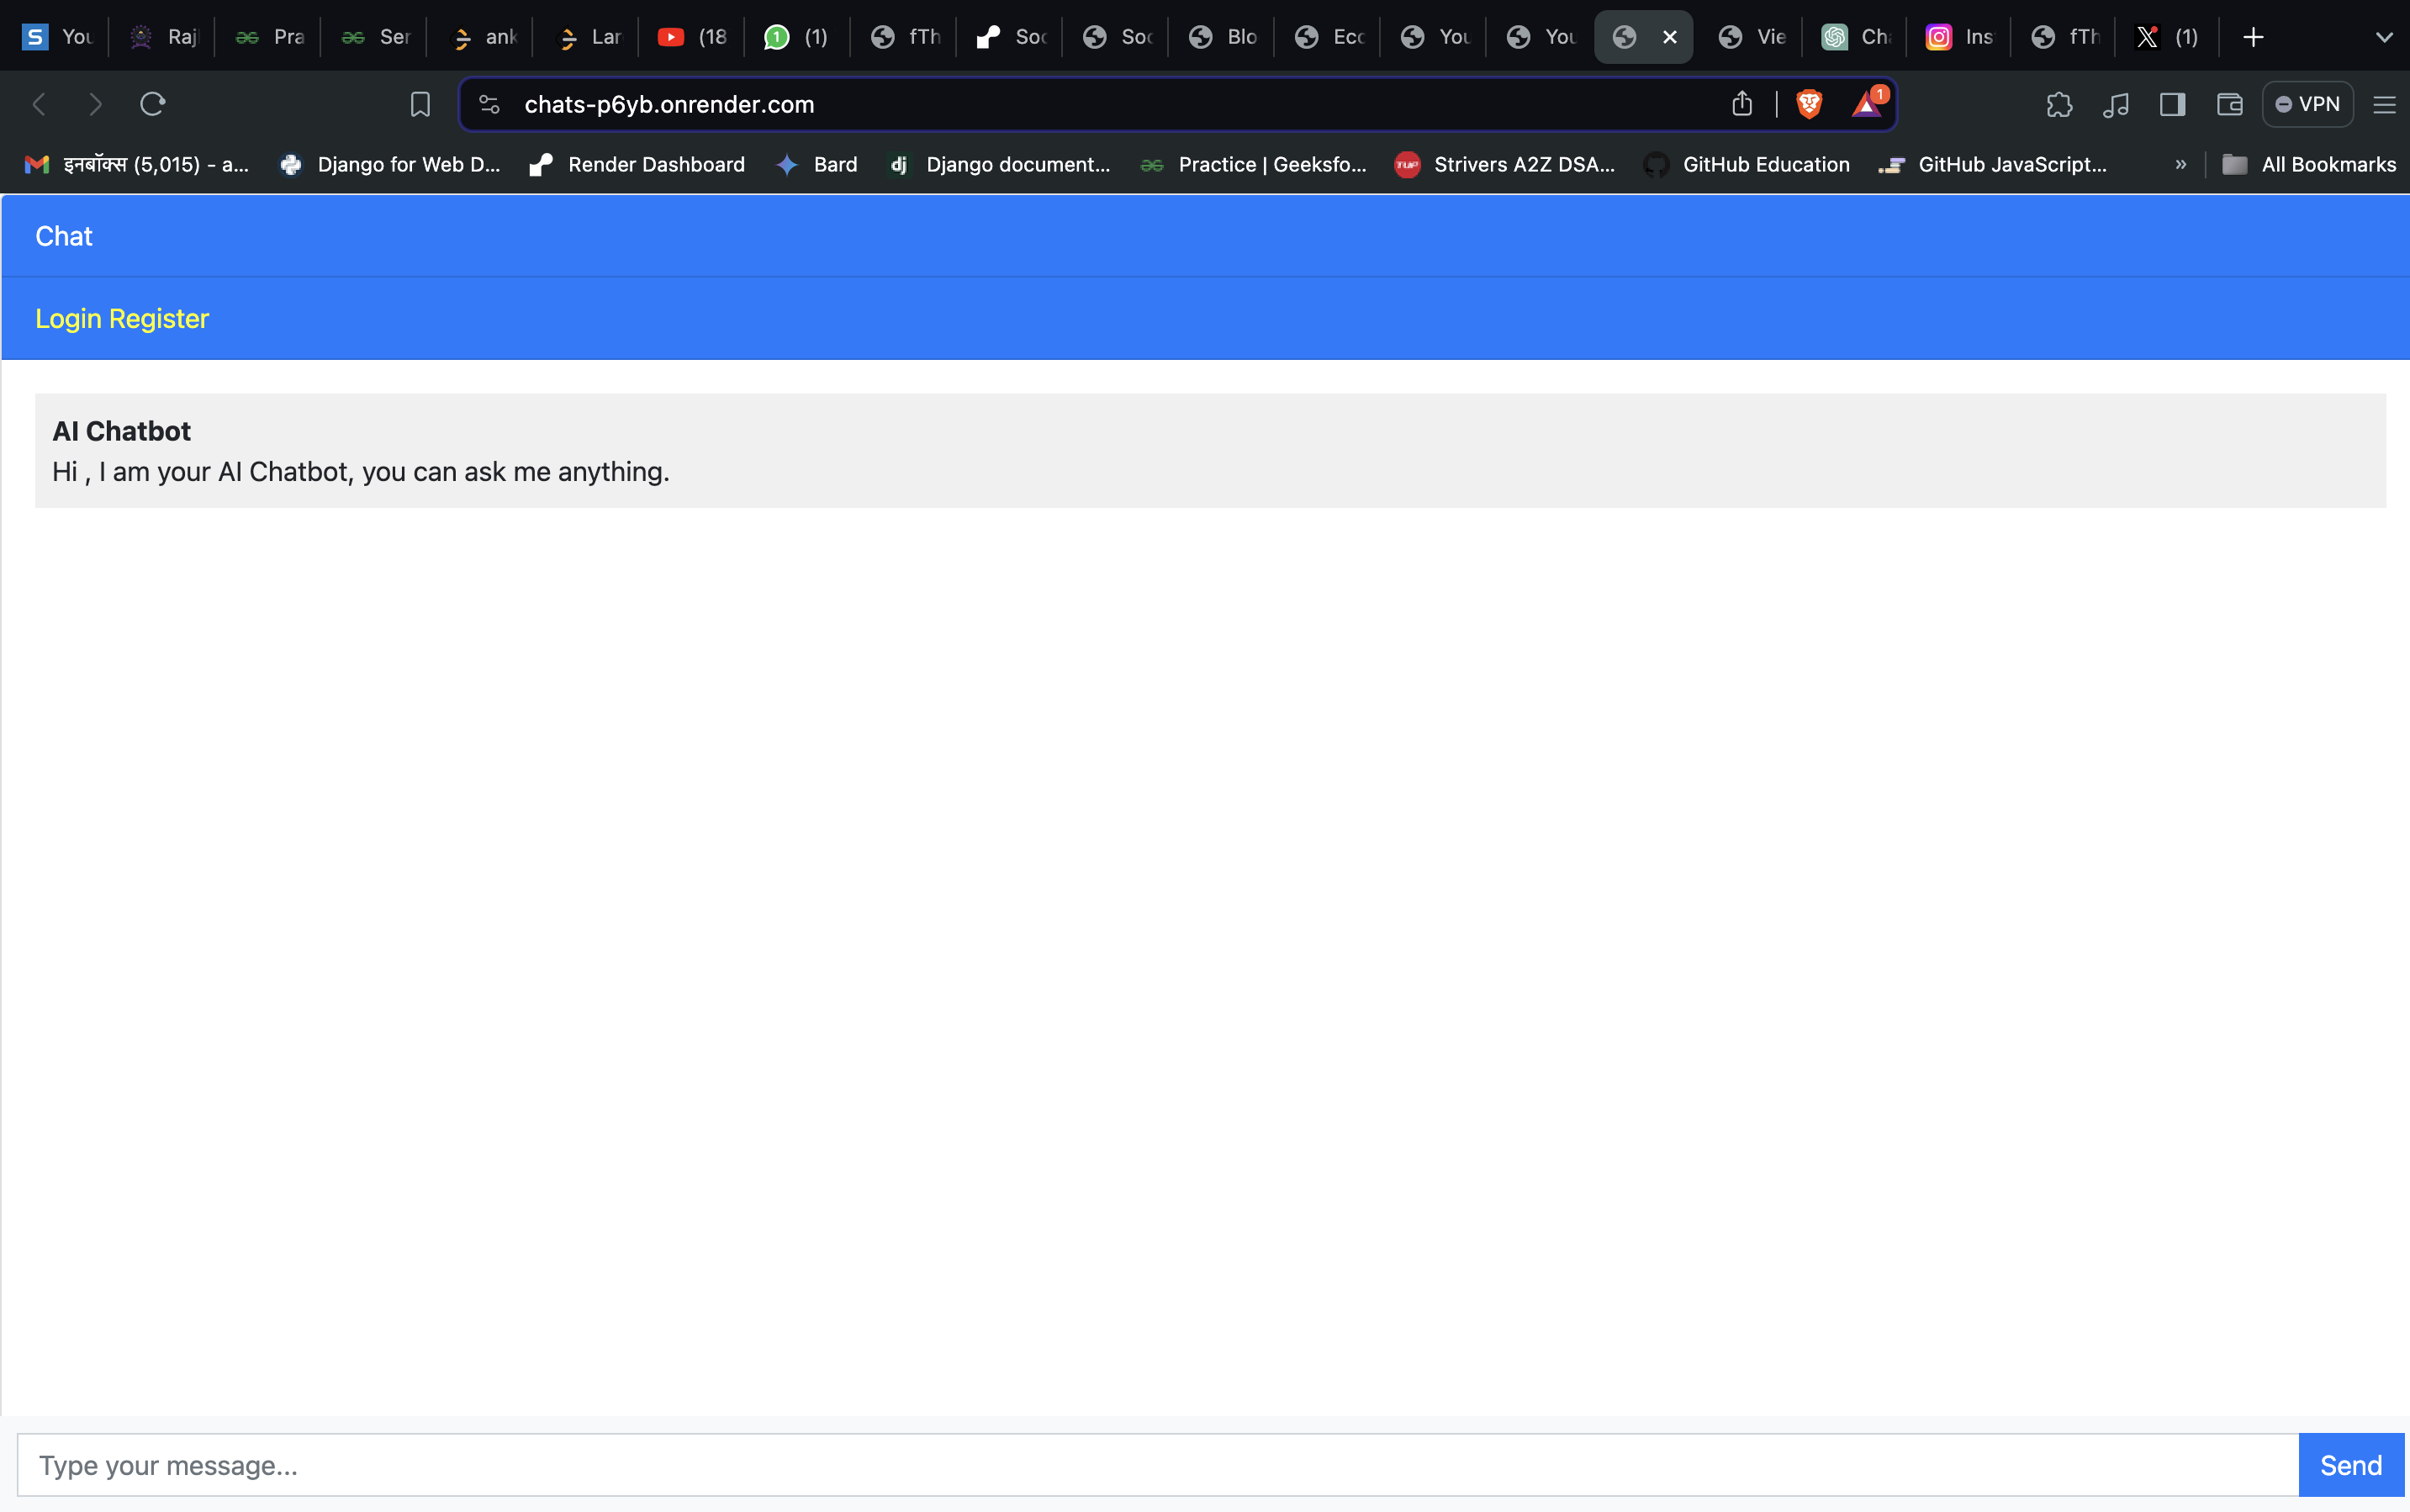 You Raj Pra Ser ank Lar (18 1 (1) fTh Soc Soc Blo Ecc You You Vie Cha Ins fTh (1)
chats-p6yb.onrender.com 1 VPN
इनबॉक्स (5,015) - a... Django for Web D... Render Dashboard Bard dj Django document... Practice | Geeksfo... TUF Strivers A2Z DSA... GitHub Education GitHub JavaScript... » All Bookmarks
Chat
Login Register
AI Chatbot
Hi , I am your AI Chatbot, you can ask me anything.
Type your message... Send